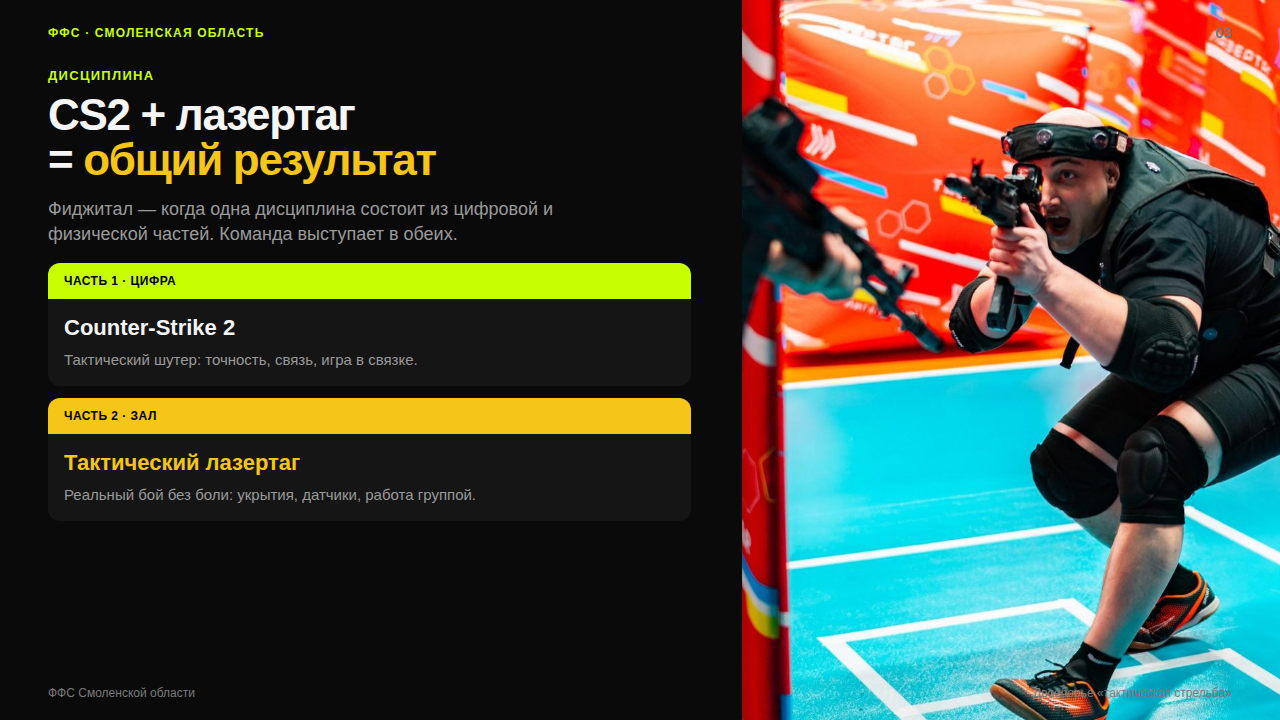 ФФС · СМОЛЕНСКАЯ ОБЛАСТЬ
03
ДИСЦИПЛИНА
CS2 + лазертаг
= общий результат
Фиджитал — когда одна дисциплина состоит из цифровой и
физической частей. Команда выступает в обеих.
ЧАСТЬ 1 · ЦИФРА
Counter-Strike 2
Тактический шутер: точность, связь, игра в связке.
ЧАСТЬ 2 · ЗАЛ
Тактический лазертаг
Реальный бой без боли: укрытия, датчики, работа группой.
ФФС Смоленской области
«тактической стрельбы»